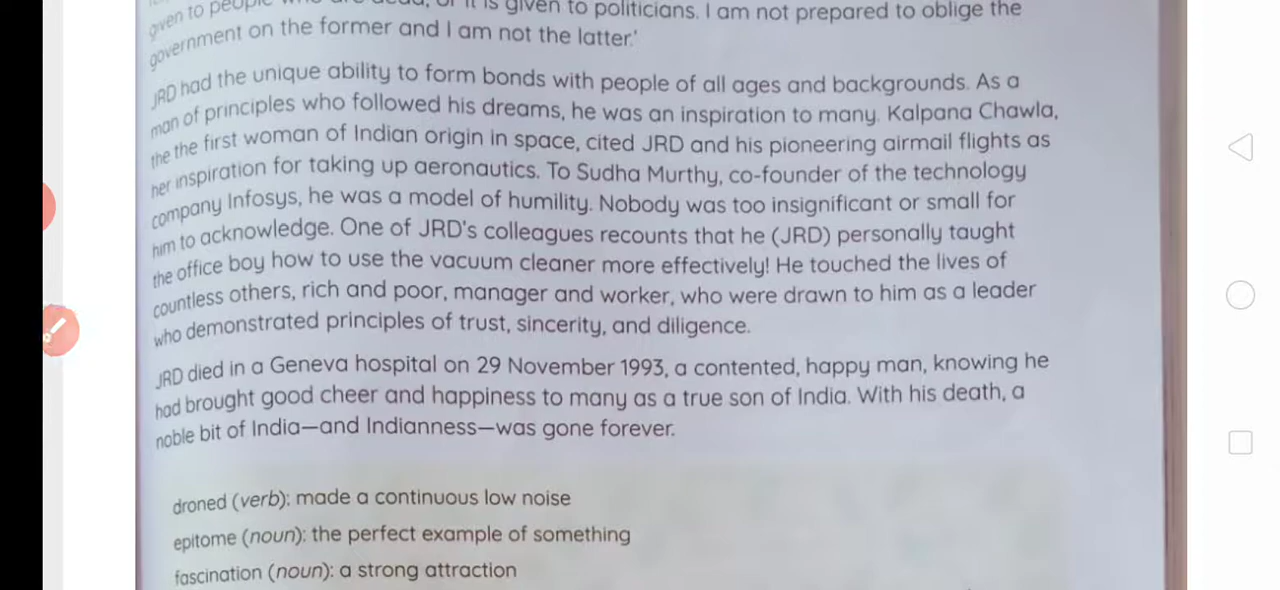 given to people who are dead, or it is given to politicians. I am not prepared to oblige the
government on the former and I am not the latter.'
JRD had the unique ability to form bonds with people of all ages and backgrounds. As a
man of principles who followed his dreams, he was an inspiration to many. Kalpana Chawla,
the the first woman of Indian origin in space, cited JRD and his pioneering airmail flights as
her inspiration for taking up aeronautics. To Sudha Murthy, co-founder of the technology
company Infosys, he was a model of humility. Nobody was too insignificant or small for
him to acknowledge. One of JRD's colleagues recounts that he (JRD) personally taught
the office boy how to use the vacuum cleaner more effectively! He touched the lives of
countless others, rich and poor, manager and worker, who were drawn to him as a leader
who demonstrated principles of trust, sincerity, and diligence.
JRD died in a Geneva hospital on 29 November 1993, a contented, happy man, knowing he
had brought good cheer and happiness to many as a true son of India. With his death, a
noble bit of India—and Indianness—was gone forever.
droned (verb): made a continuous low noise
epitome (noun): the perfect example of something
fascination (noun): a strong attraction